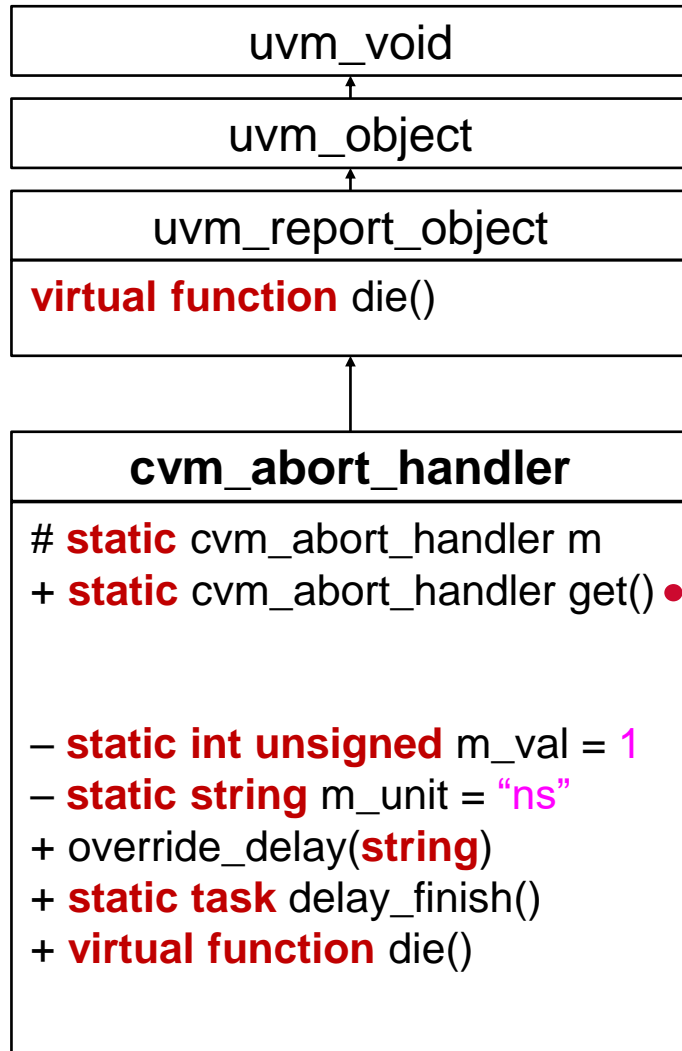 uvm_void
uvm_object
uvm_report_object
virtual function die()
cvm_abort_handler
# static cvm_abort_handler m
+ static cvm_abort_handler get()
– static int unsigned m_val = 1
– static string m_unit = “ns”
+ override_delay(string)
+ static task delay_finish()
+ virtual function die()